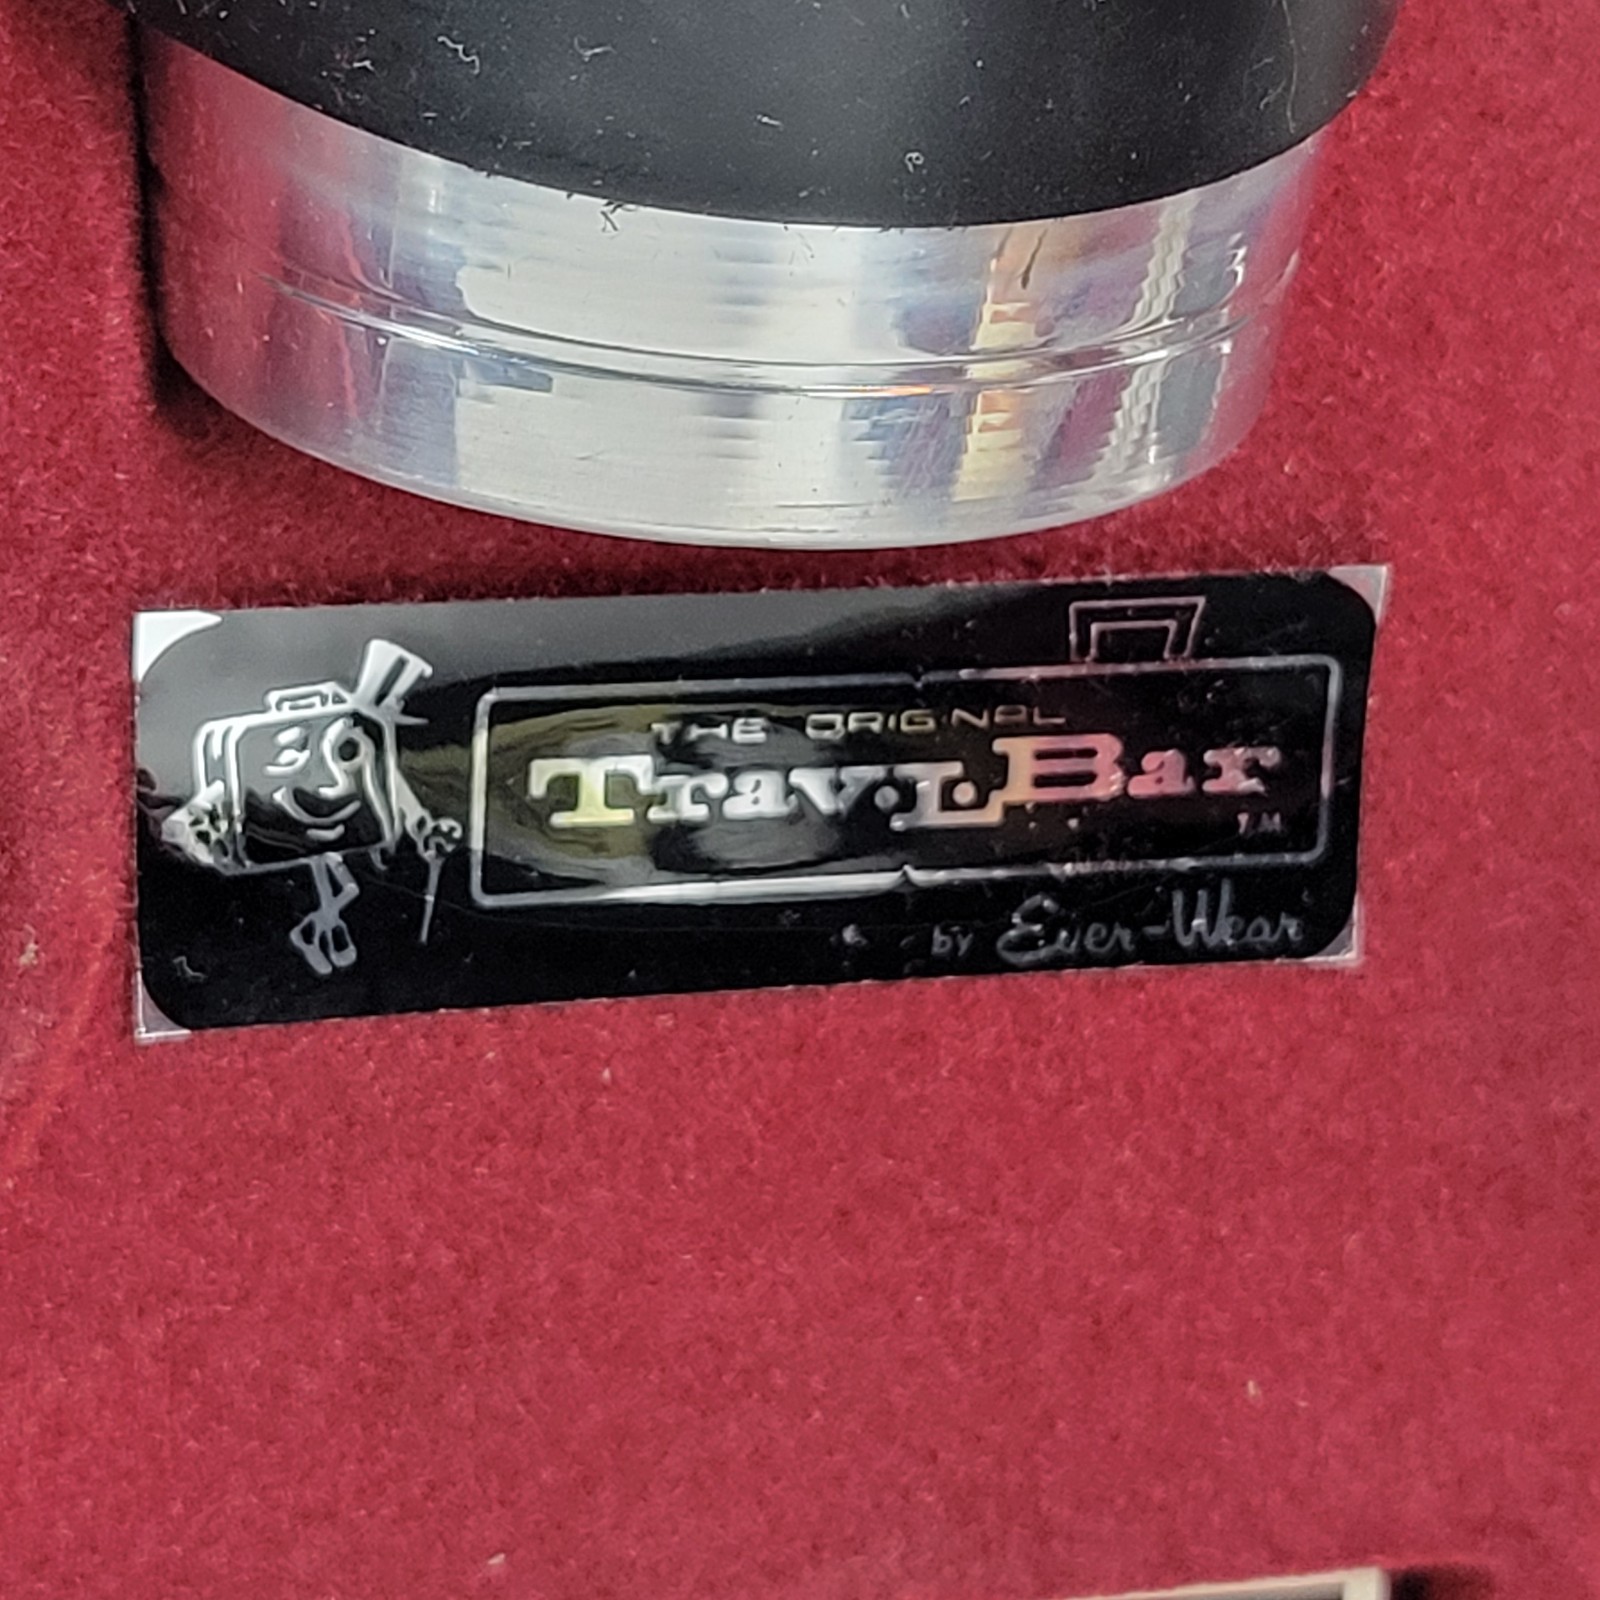 THE ORIGINAL
Trav·L·Bar
TM
by Ever-Wear